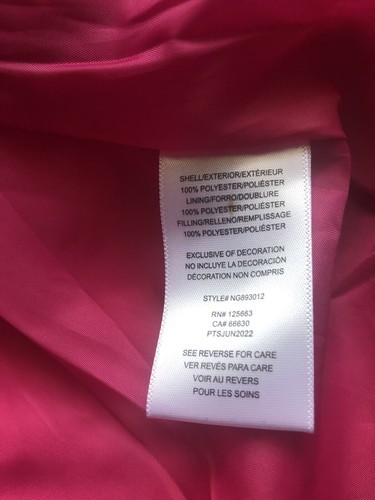 SHELL/EXTERIOR/EXTÉRIEUR
100% POLYESTER/POLIÉSTER
LINING/FORRO/DOUBLURE
100% POLYESTER/POLIÉSTER
FILLING/RELLENO/REMPLISSAGE
100% POLYESTER/POLIÉSTER
EXCLUSIVE OF DECORATION
NO INCLUYE LA DECORACIÓN
DÉCORATION NON COMPRIS
STYLE# NG893012
RN# 125663
CA# 66630
PTSJUN2022
SEE REVERSE FOR CARE
VER REVÉS PARA CARE
VOIR AU REVERS
POUR LES SOINS